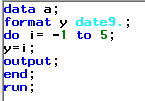 data a;
format y date9.;
do i= -1 to 5;
y=i;
output;
end;
run;